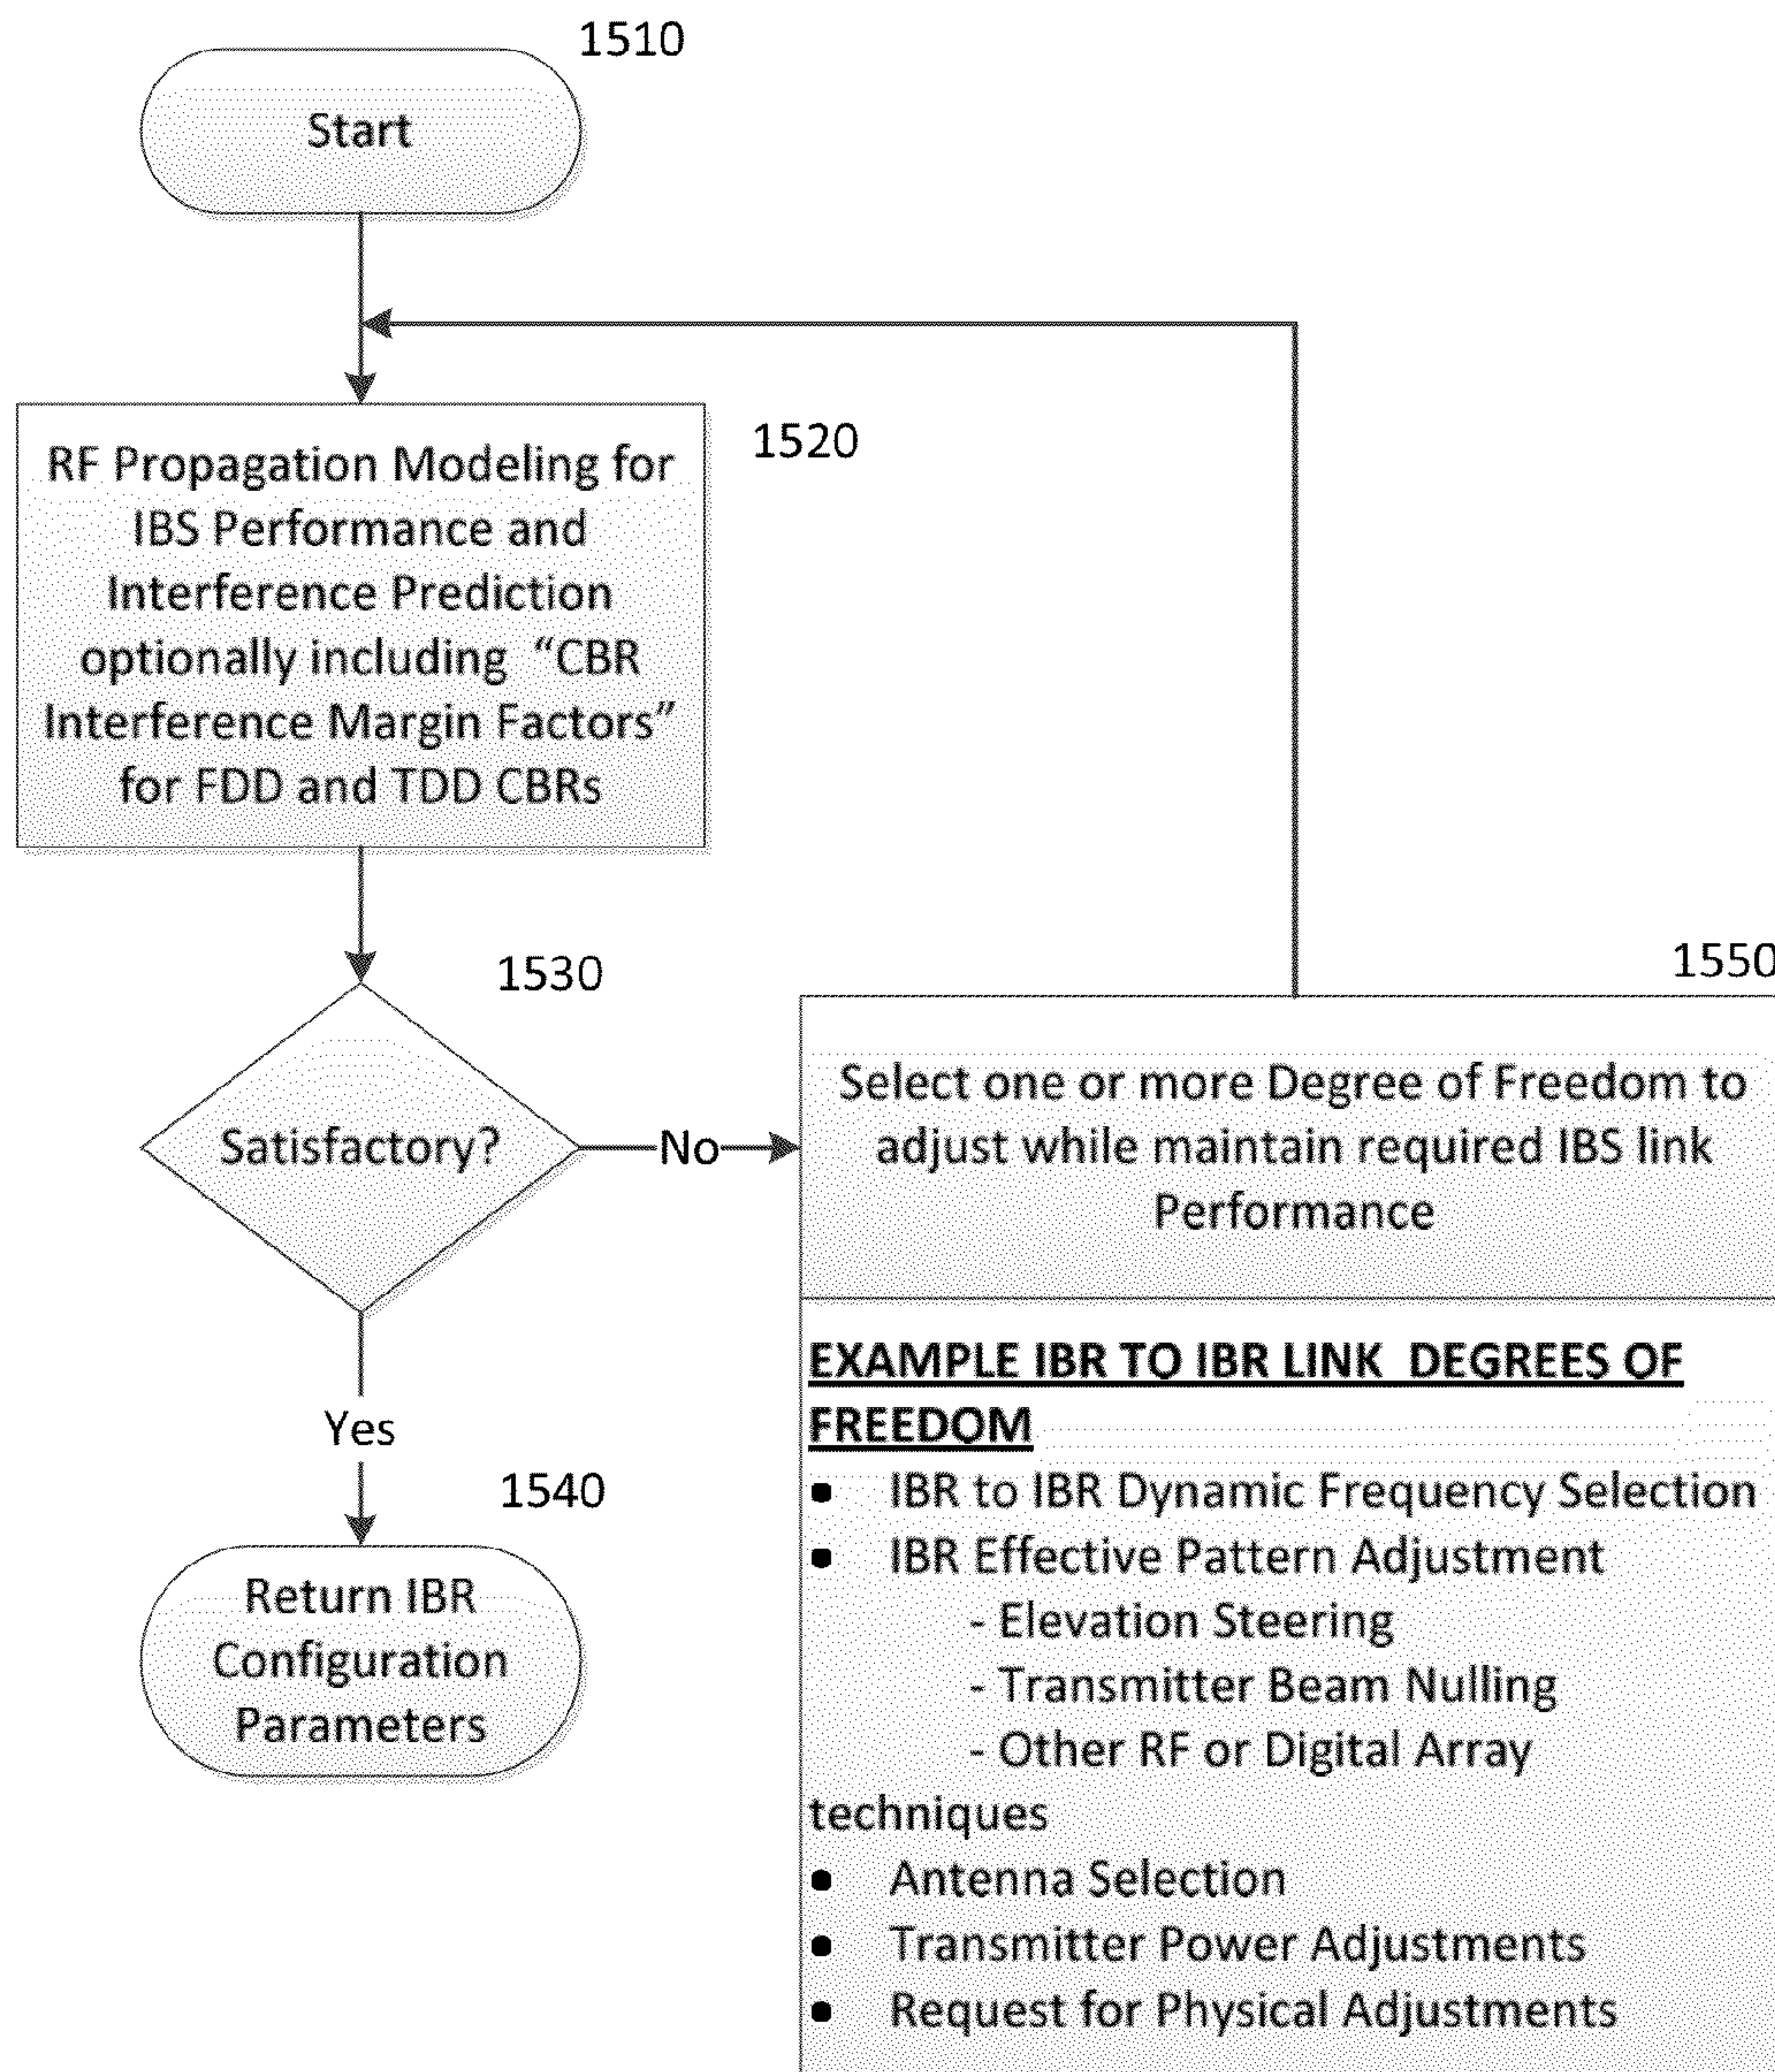 1510
Start
1520
RF Propagation Modeling for
IBS Performance and
Interference Prediction
optionally including “CBR
Interference Margin Factors”
for FDD and TDD CBRs
1530
Satisfactory?
No
1550
Select one or more Degree of Freedom to
adjust while maintain required IBS link
Performance
EXAMPLE IBR TO IBR LINK DEGREES OF
FREEDOM
• IBR to IBR Dynamic Frequency Selection
• IBR Effective Pattern Adjustment
- Elevation Steering
- Transmitter Beam Nulling
- Other RF or Digital Array
techniques
• Antenna Selection
• Transmitter Power Adjustments
• Request for Physical Adjustments
Yes
1540
Return IBR
Configuration
Parameters